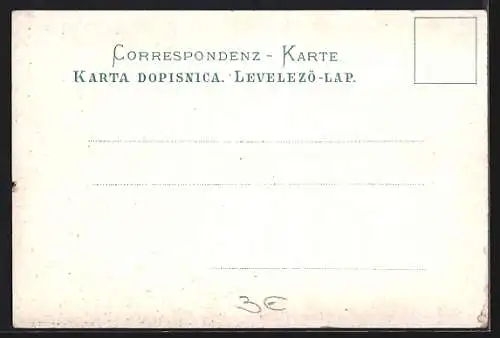 Correspondenz - Karte
Karta dopisnica. Levelező-lap.
3€